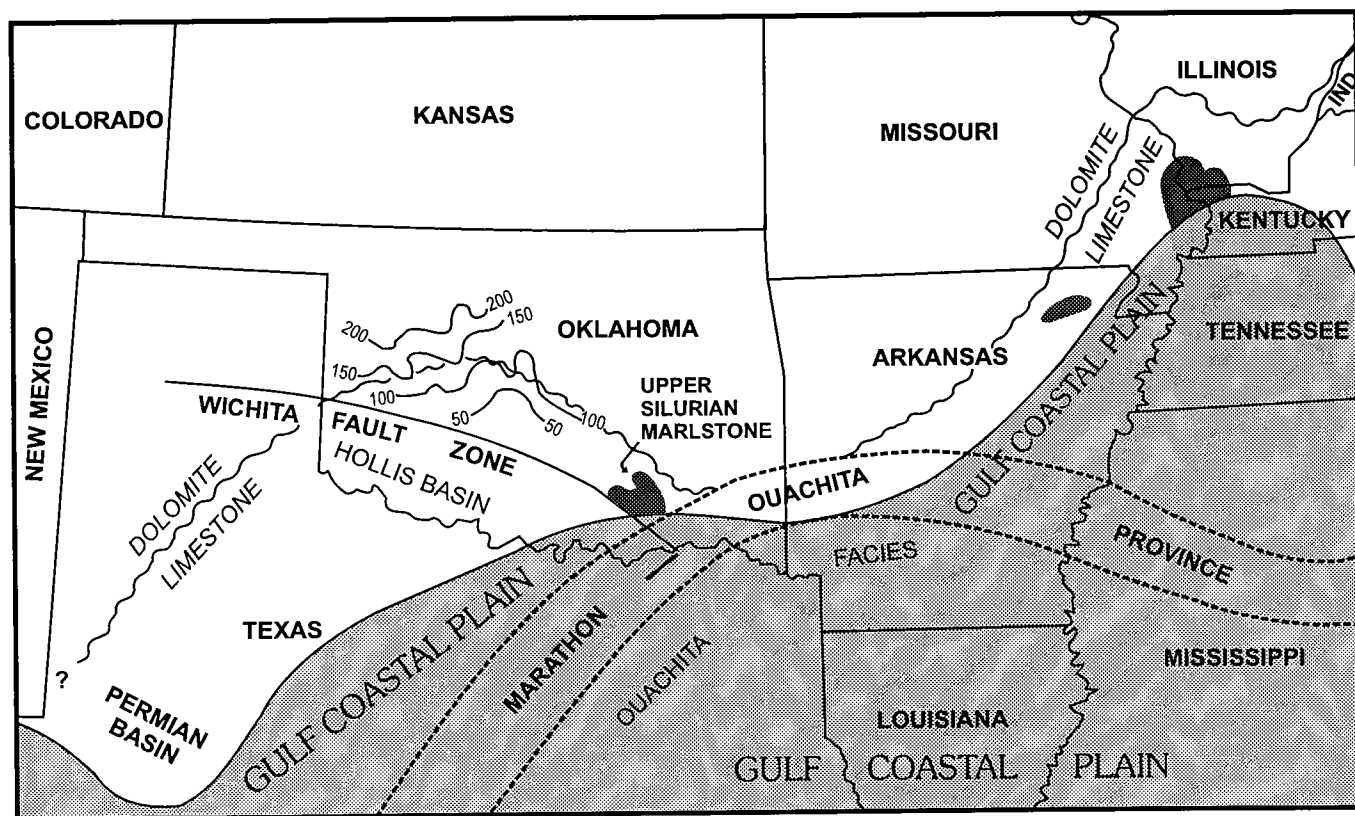 COLORADO
KANSAS
MISSOURI
ILLINOIS
IND
DOLOMITE
LIMESTONE
KENTUCKY
NEW MEXICO
200
200
150
150
100
100
50
50
OKLAHOMA
ARKANSAS
TENNESSEE
WICHITA
FAULT
ZONE
HOLLIS BASIN
UPPER
SILURIAN
MARLSTONE
DOLOMITE
LIMESTONE
OUACHITA
GULF COASTAL PLAIN
FACIES
PROVINCE
TEXAS
GULF COASTAL PLAIN
MARATHON
OUACHITA
MISSISSIPPI
?
PERMIAN
BASIN
LOUISIANA
GULF COASTAL PLAIN